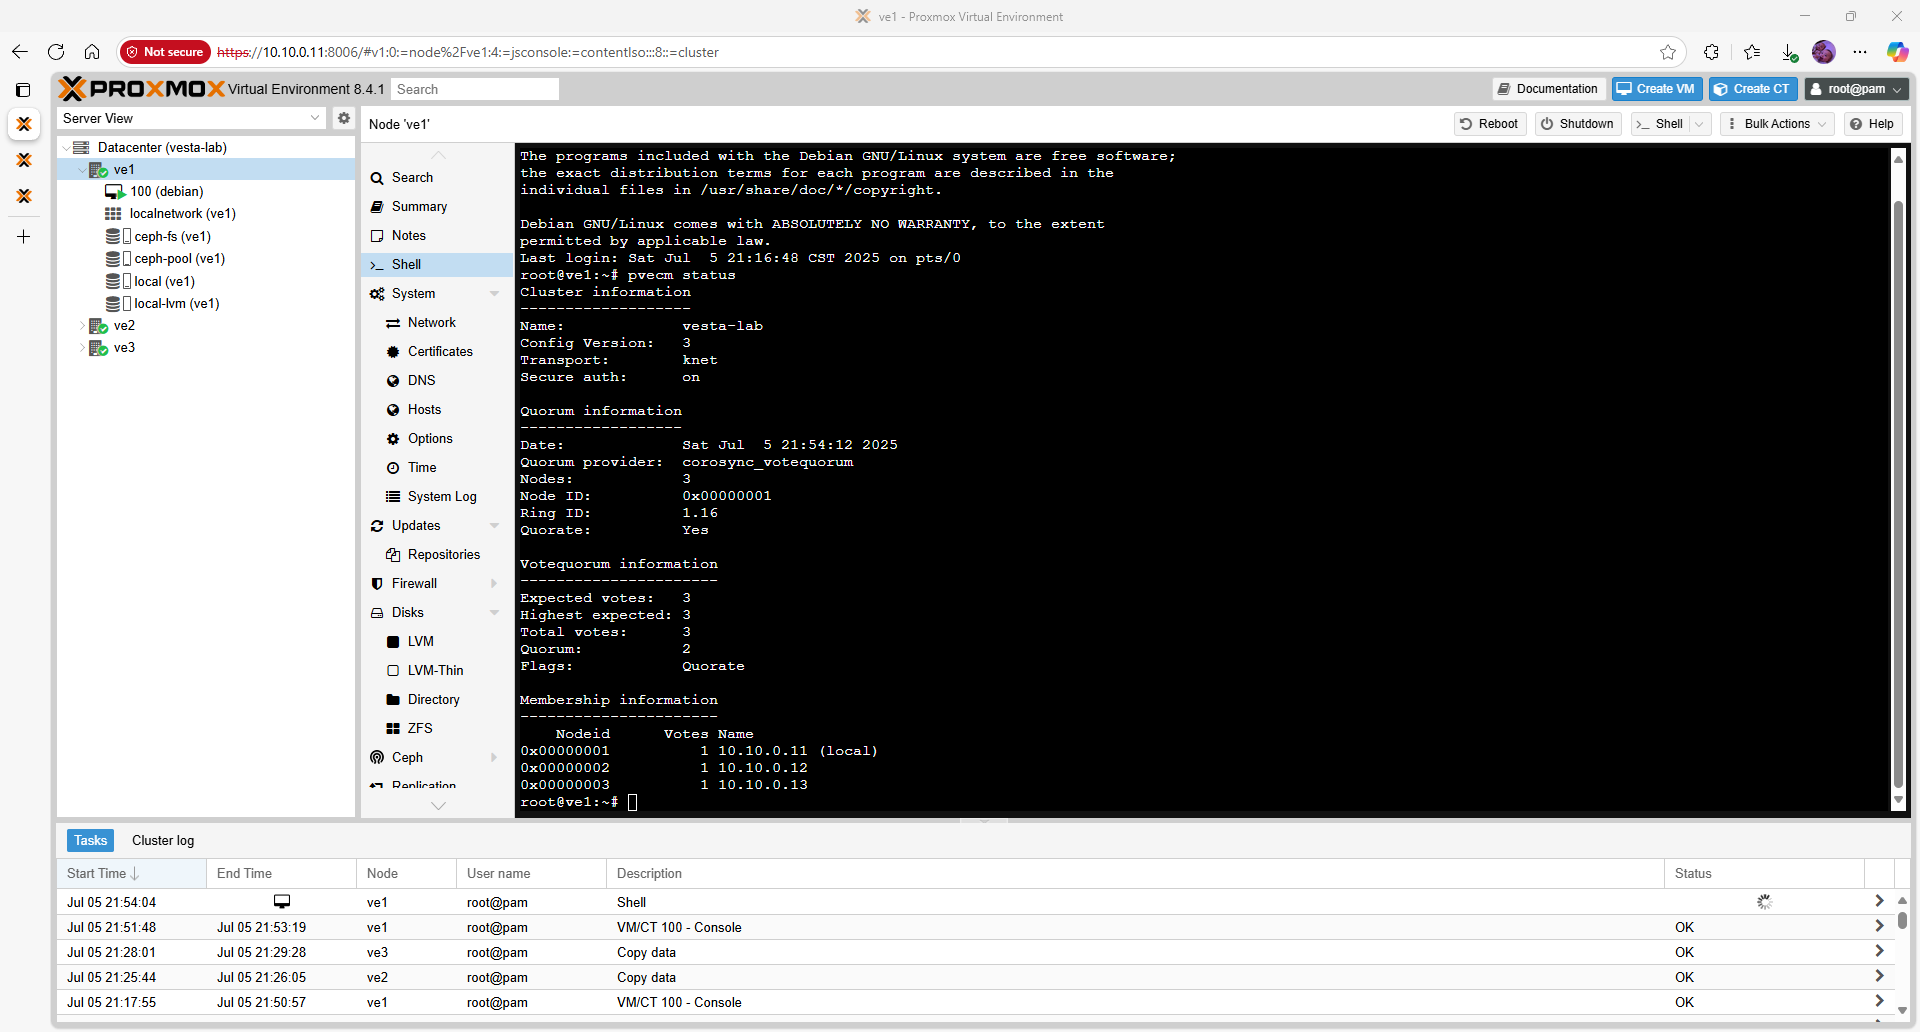 ve1 - Proxmox Virtual Environment
Not secure https://10.10.0.11:8006/#v1:0:=node%2Fve1:4:=jsconsole:=contentIso:::8::=cluster
PROXMOX Virtual Environment 8.4.1 Search Documentation Create VM Create CT root@pam
Server View
Node 've1' Reboot Shutdown Shell Bulk Actions Help
Datacenter (vesta-lab)
ve1
100 (debian)
localnetwork (ve1)
ceph-fs (ve1)
ceph-pool (ve1)
local (ve1)
local-lvm (ve1)
ve2
ve3
Search
Summary
Notes
Shell
System
Network
Certificates
DNS
Hosts
Options
Time
System Log
Updates
Repositories
Firewall
Disks
LVM
LVM-Thin
Directory
ZFS
Ceph
Replication
The programs included with the Debian GNU/Linux system are free software;
the exact distribution terms for each program are described in the
individual files in /usr/share/doc/*/copyright.
Debian GNU/Linux comes with ABSOLUTELY NO WARRANTY, to the extent
permitted by applicable law.
Last login: Sat Jul  5 21:16:48 CST 2025 on pts/0
root@ve1:~# pvecm status
Cluster information
-------------------
Name:             vesta-lab
Config Version:   3
Transport:        knet
Secure auth:      on
Quorum information
------------------
Date:             Sat Jul  5 21:54:12 2025
Quorum provider:  corosync_votequorum
Nodes:            3
Node ID:          0x00000001
Ring ID:          1.16
Quorate:          Yes
Votequorum information
----------------------
Expected votes:   3
Highest expected: 3
Total votes:      3
Quorum:           2
Flags:            Quorate
Membership information
----------------------
    Nodeid      Votes Name
0x00000001          1 10.10.0.11 (local)
0x00000002          1 10.10.0.12
0x00000003          1 10.10.0.13
root@ve1:~#
Tasks Cluster log
Start Time End Time Node User name Description Status
Jul 05 21:54:04 ve1 root@pam Shell
Jul 05 21:51:48 Jul 05 21:53:19 ve1 root@pam VM/CT 100 - Console OK
Jul 05 21:28:01 Jul 05 21:29:28 ve3 root@pam Copy data OK
Jul 05 21:25:44 Jul 05 21:26:05 ve2 root@pam Copy data OK
Jul 05 21:17:55 Jul 05 21:50:57 ve1 root@pam VM/CT 100 - Console OK